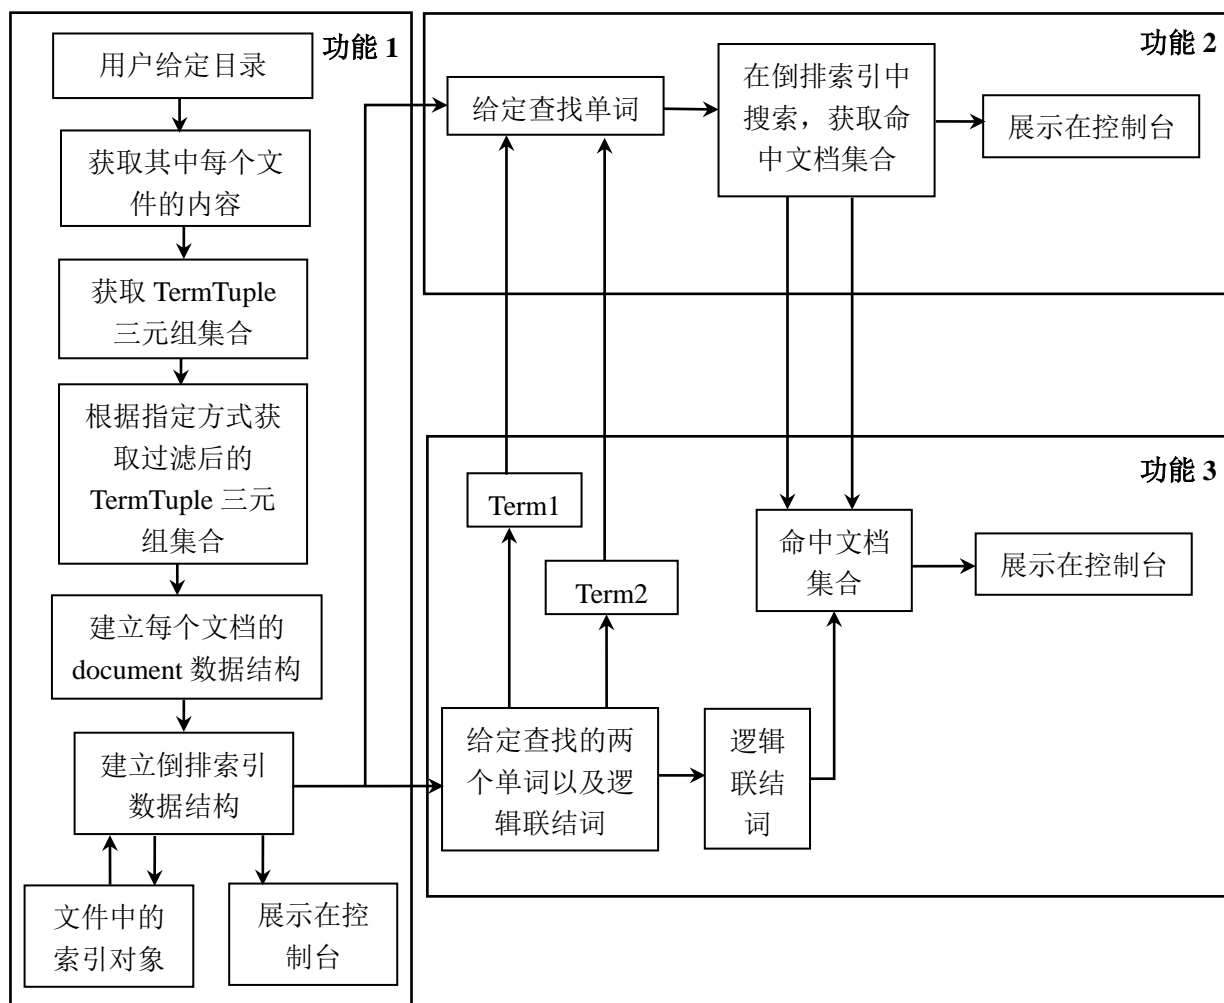 功能 1
用户给定目录
获取其中每个文
件的内容
获取 TermTuple
三元组集合
根据指定方式获
取过滤后的
TermTuple 三元
组集合
建立每个文档的
document 数据结构
建立倒排索引
数据结构
文件中的
索引对象
展示在控
制台
功能 2
给定查找单词
在倒排索引中
搜索，获取命
中文档集合
展示在控制台
功能 3
Term1
Term2
命中文档
集合
展示在控制台
给定查找的两
个单词以及逻
辑联结词
逻辑
联结
词